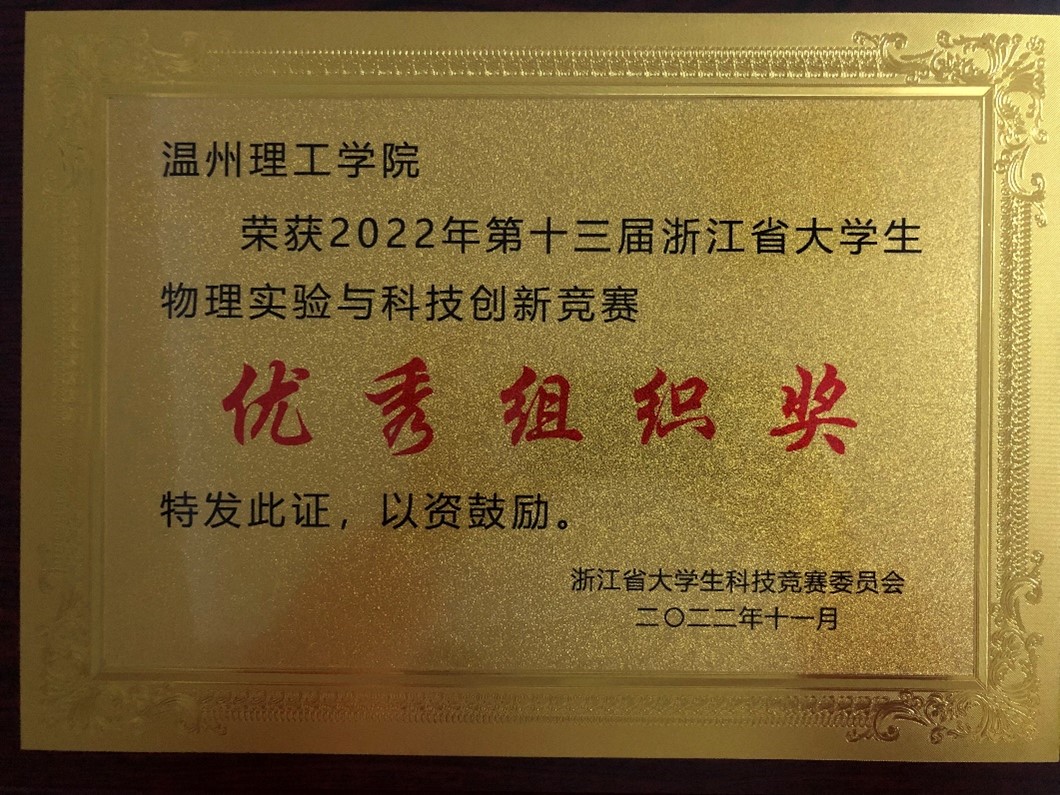 温州理工学院
荣获2022年第十三届浙江省大学生
物理实验与科技创新竞赛
优秀组织奖
特发此证，以资鼓励。
浙江省大学生科技竞赛委员会
二〇二二年十一月